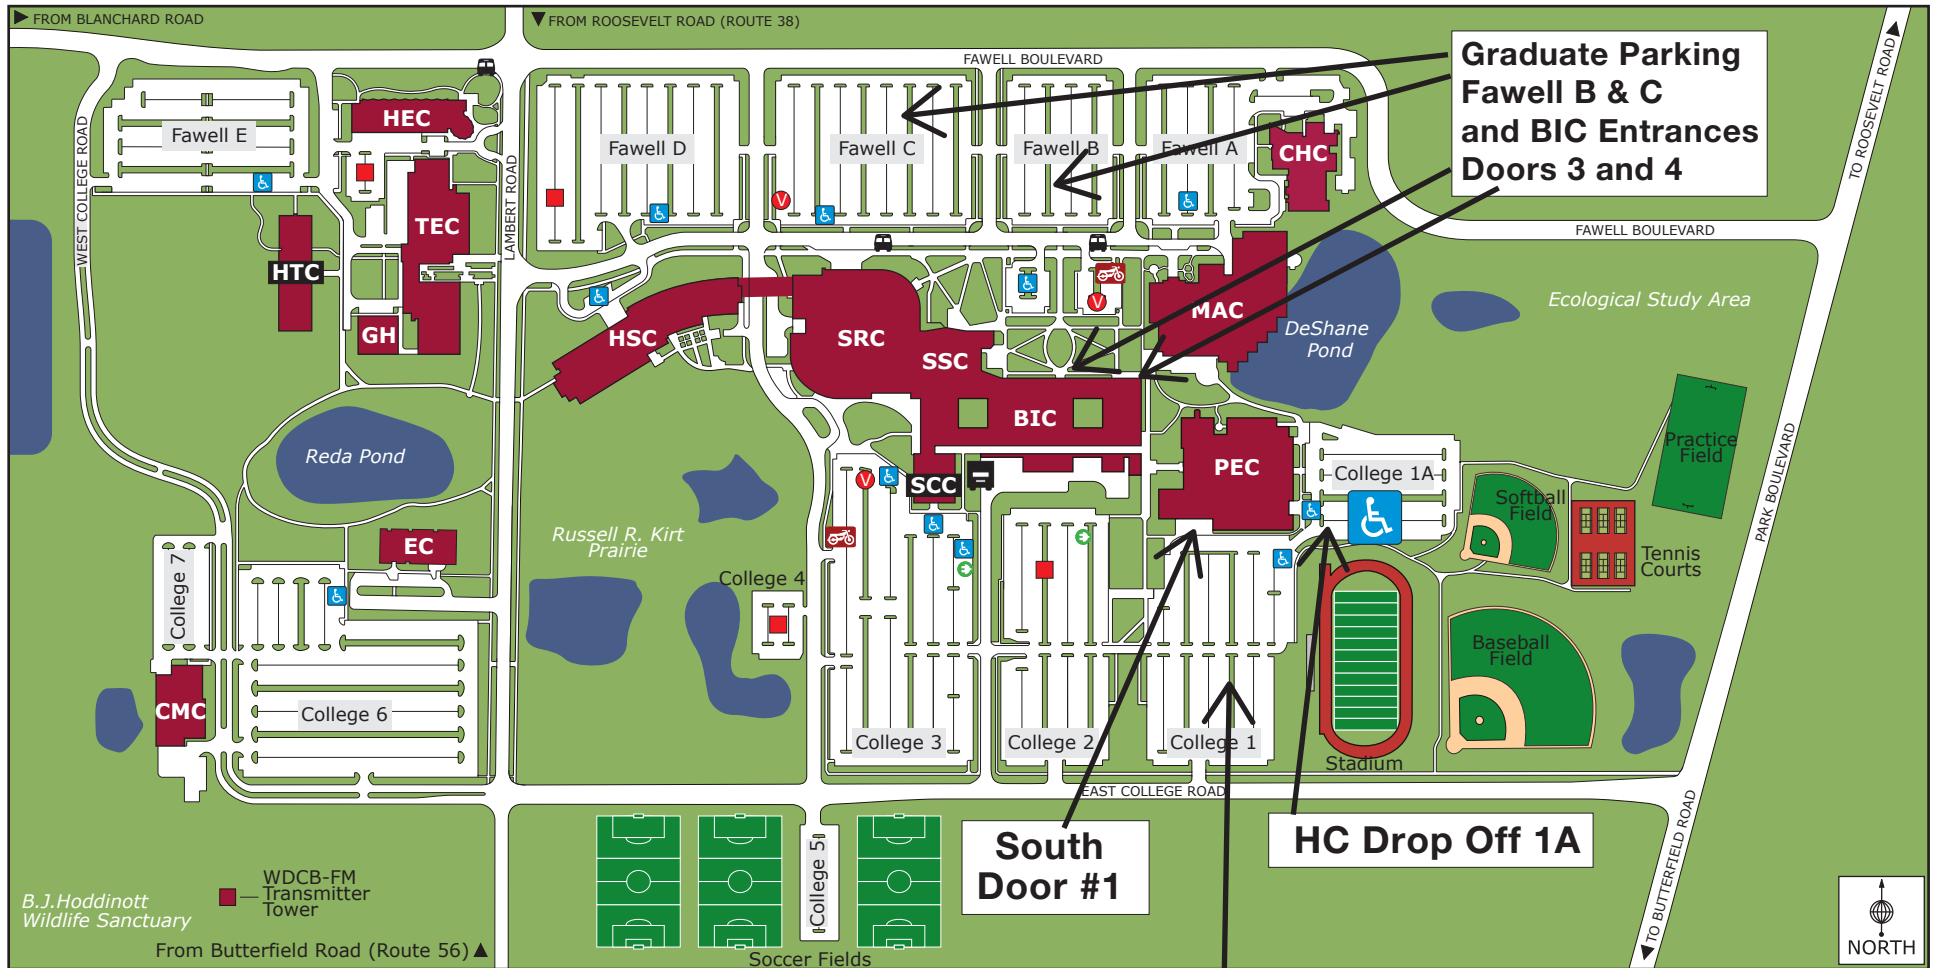 FROM BLANCHARD ROAD
FROM ROOSEVELT ROAD (ROUTE 38)
FAWELL BOULEVARD
Graduate Parking
Fawell B & C
and BIC Entrances
Doors 3 and 4
TO ROOSEVELT ROAD
WEST COLLEGE ROAD
Fawell E
HEC
LAMBERT ROAD
Fawell D
Fawell C
Fawell B
Fawell A
CHC
TEC
V
FAWELL BOULEVARD
HTC
GH
HSC
SRC
SSC
BIC
V
MAC
DeShane
Pond
Ecological Study Area
Reda Pond
PEC
College 1A
Practice
Field
Softball
Field
Tennis
Courts
PARK BOULEVARD
V
SCC
Russell R. Kirt
Prairie
EC
College 7
College 4
Baseball
Field
CMC
College 6
College 3
College 2
College 1
Stadium
EAST COLLEGE ROAD
South
Door #1
HC Drop Off 1A
TO BUTTERFIELD ROAD
College 5
WDCB-FM
Transmitter
Tower
B.J.Hoddinott
Wildlife Sanctuary
From Butterfield Road (Route 56)
Soccer Fields
NORTH